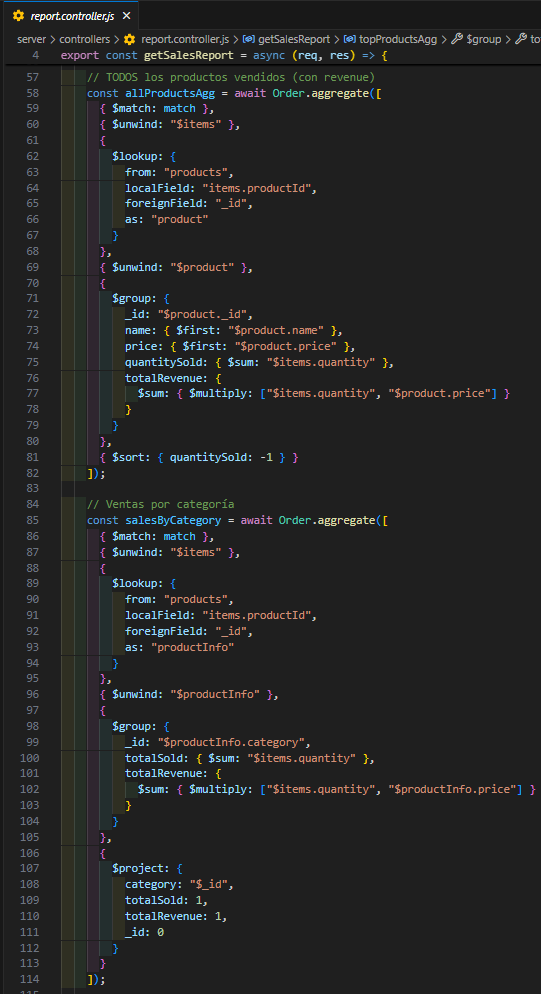 report.controller.js ×
server > controllers > report.controller.js > getSalesReport > topProductsAgg > $group > to
4 export const getSalesReport = async (req, res) => {
57 // TODOS los productos vendidos (con revenue)
58 const allProductsAgg = await Order.aggregate([
59 { $match: match },
60 { $unwind: "$items" },
61 {
62 $lookup: {
63 from: "products",
64 localField: "items.productId",
65 foreignField: "_id",
66 as: "product"
67 }
68 },
69 { $unwind: "$product" },
70 {
71 $group: {
72 _id: "$product._id",
73 name: { $first: "$product.name" },
74 price: { $first: "$product.price" },
75 quantitySold: { $sum: "$items.quantity" },
76 totalRevenue: {
77 $sum: { $multiply: ["$items.quantity", "$product.price"] }
78 }
79 }
80 },
81 { $sort: { quantitySold: -1 } }
82 ]);
83
84 // Ventas por categoría
85 const salesByCategory = await Order.aggregate([
86 { $match: match },
87 { $unwind: "$items" },
88 {
89 $lookup: {
90 from: "products",
91 localField: "items.productId",
92 foreignField: "_id",
93 as: "productInfo"
94 }
95 },
96 { $unwind: "$productInfo" },
97 {
98 $group: {
99 _id: "$productInfo.category",
100 totalSold: { $sum: "$items.quantity" },
101 totalRevenue: {
102 $sum: { $multiply: ["$items.quantity", "$productInfo.price"] }
103 }
104 }
105 },
106 {
107 $project: {
108 category: "$_id",
109 totalSold: 1,
110 totalRevenue: 1,
111 _id: 0
112 }
113 }
114 ]);